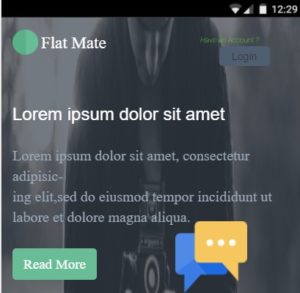 12:29
Flat Mate
Have an Account ?
Login
Lorem ipsum dolor sit amet
Lorem ipsum dolor sit amet, consectetur
adipisic-
ing elit,sed do eiusmod tempor incididunt ut
labore et dolore magna aliqua.
Read More